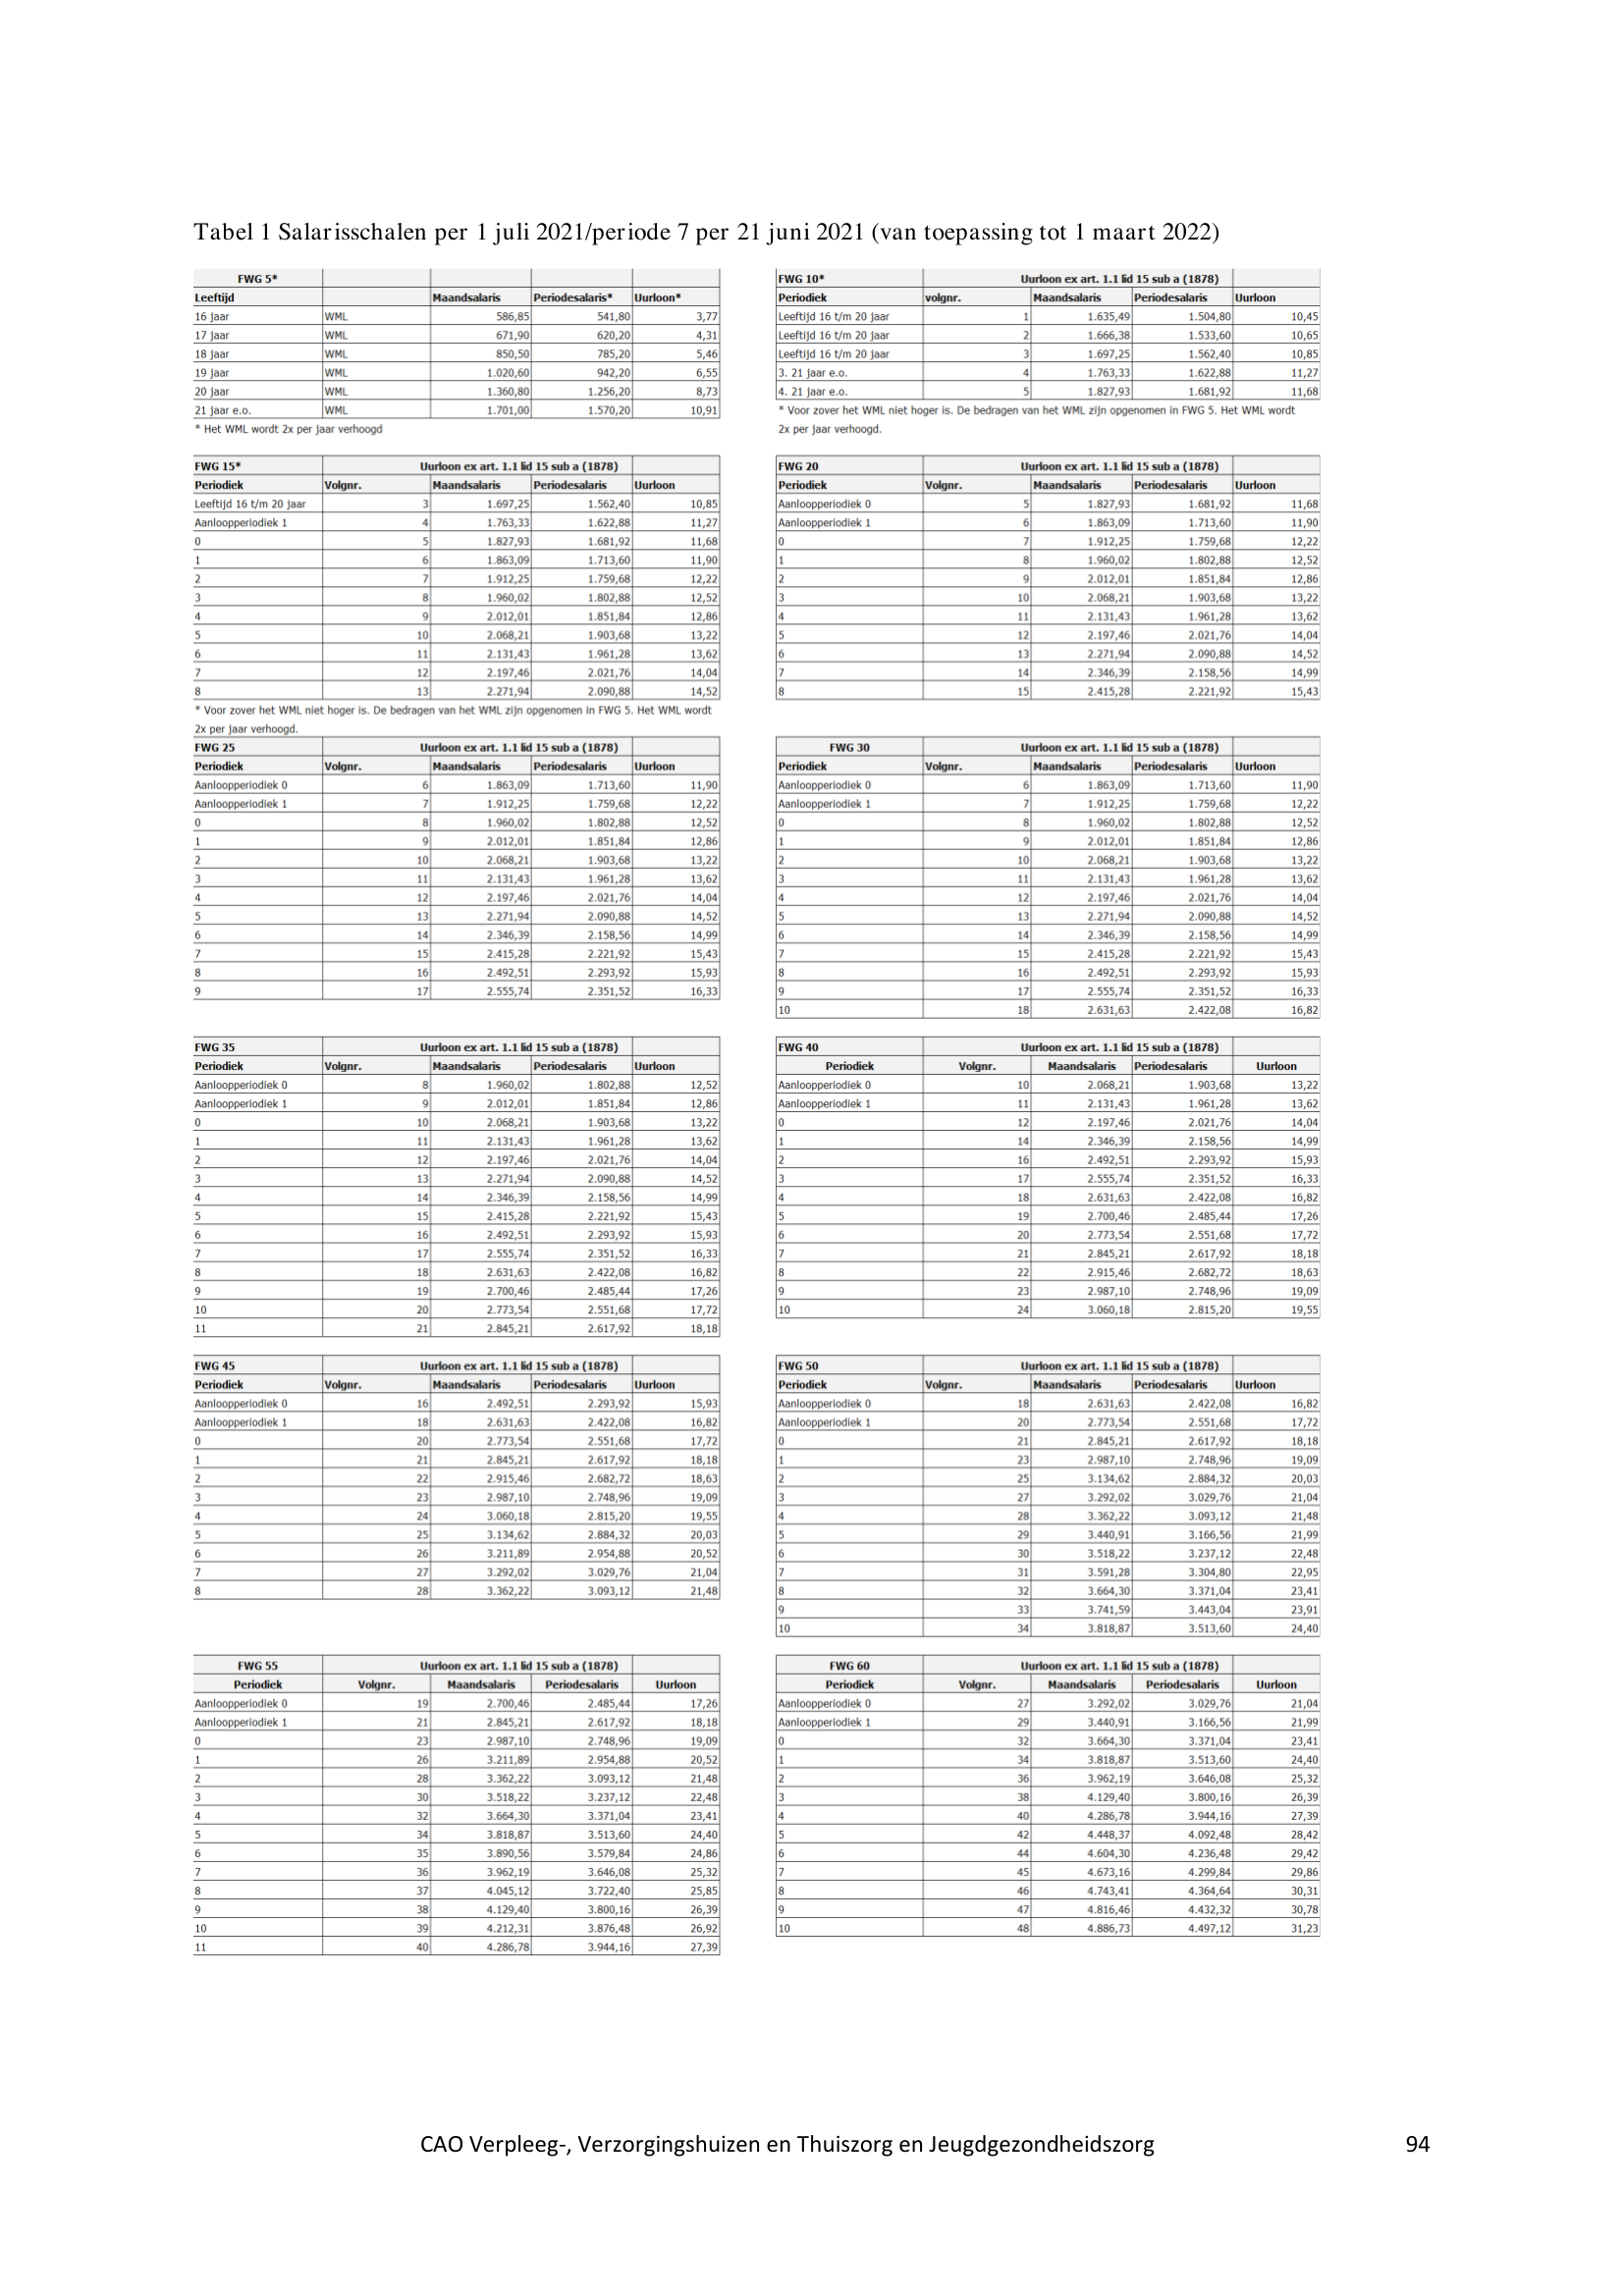 Tabel 1 Salarisschalen per 1 juli 2021/periode 7 per 21 juni 2021 (van toepassing tot 1 maart 2022)
FWG 5*
Leeftijd Maandsalaris Periodesalaris* Uurloon*
16 jaar WML 586,85 541,80 3,77
17 jaar WML 671,90 620,20 4,31
18 jaar WML 850,50 785,20 5,46
19 jaar WML 1.020,60 942,20 6,55
20 jaar WML 1.360,80 1.256,20 8,73
21 jaar e.o. WML 1.701,00 1.570,20 10,91
* Het WML wordt 2x per jaar verhoogd
FWG 10* Uurloon ex art. 1.1 lid 15 sub a (1878)
Periodiek volgnr. Maandsalaris Periodesalaris Uurloon
Leeftijd 16 t/m 20 jaar 1 1.635,49 1.504,80 10,45
Leeftijd 16 t/m 20 jaar 2 1.666,38 1.533,60 10,65
Leeftijd 16 t/m 20 jaar 3 1.697,25 1.562,40 10,85
3. 21 jaar e.o. 4 1.763,33 1.622,88 11,27
4. 21 jaar e.o. 5 1.827,93 1.681,92 11,68
* Voor zover het WML niet hoger is. De bedragen van het WML zijn opgenomen in FWG 5. Het WML wordt
2x per jaar verhoogd.
FWG 15* Uurloon ex art. 1.1 lid 15 sub a (1878)
Periodiek Volgnr. Maandsalaris Periodesalaris Uurloon
Leeftijd 16 t/m 20 jaar 3 1.697,25 1.562,40 10,85
Aanloopperiodiek 1 4 1.763,33 1.622,88 11,27
0 5 1.827,93 1.681,92 11,68
1 6 1.863,09 1.713,60 11,90
2 7 1.912,25 1.759,68 12,22
3 8 1.960,02 1.802,88 12,52
4 9 2.012,01 1.851,84 12,86
5 10 2.068,21 1.903,68 13,22
6 11 2.131,43 1.961,28 13,62
7 12 2.197,46 2.021,76 14,04
8 13 2.271,94 2.090,88 14,52
* Voor zover het WML niet hoger is. De bedragen van het WML zijn opgenomen in FWG 5. Het WML wordt
2x per jaar verhoogd.
FWG 20 Uurloon ex art. 1.1 lid 15 sub a (1878)
Periodiek Volgnr. Maandsalaris Periodesalaris Uurloon
Aanloopperiodiek 0 5 1.827,93 1.681,92 11,68
Aanloopperiodiek 1 6 1.863,09 1.713,60 11,90
0 7 1.912,25 1.759,68 12,22
1 8 1.960,02 1.802,88 12,52
2 9 2.012,01 1.851,84 12,86
3 10 2.068,21 1.903,68 13,22
4 11 2.131,43 1.961,28 13,62
5 12 2.197,46 2.021,76 14,04
6 13 2.271,94 2.090,88 14,52
7 14 2.346,39 2.158,56 14,99
8 15 2.415,28 2.221,92 15,43
FWG 25 Uurloon ex art. 1.1 lid 15 sub a (1878)
Periodiek Volgnr. Maandsalaris Periodesalaris Uurloon
Aanloopperiodiek 0 6 1.863,09 1.713,60 11,90
Aanloopperiodiek 1 7 1.912,25 1.759,68 12,22
0 8 1.960,02 1.802,88 12,52
1 9 2.012,01 1.851,84 12,86
2 10 2.068,21 1.903,68 13,22
3 11 2.131,43 1.961,28 13,62
4 12 2.197,46 2.021,76 14,04
5 13 2.271,94 2.090,88 14,52
6 14 2.346,39 2.158,56 14,99
7 15 2.415,28 2.221,92 15,43
8 16 2.492,51 2.293,92 15,93
9 17 2.555,74 2.351,52 16,33
FWG 30 Uurloon ex art. 1.1 lid 15 sub a (1878)
Periodiek Volgnr. Maandsalaris Periodesalaris Uurloon
Aanloopperiodiek 0 6 1.863,09 1.713,60 11,90
Aanloopperiodiek 1 7 1.912,25 1.759,68 12,22
0 8 1.960,02 1.802,88 12,52
1 9 2.012,01 1.851,84 12,86
2 10 2.068,21 1.903,68 13,22
3 11 2.131,43 1.961,28 13,62
4 12 2.197,46 2.021,76 14,04
5 13 2.271,94 2.090,88 14,52
6 14 2.346,39 2.158,56 14,99
7 15 2.415,28 2.221,92 15,43
8 16 2.492,51 2.293,92 15,93
9 17 2.555,74 2.351,52 16,33
10 18 2.631,63 2.422,08 16,82
FWG 35 Uurloon ex art. 1.1 lid 15 sub a (1878)
Periodiek Volgnr. Maandsalaris Periodesalaris Uurloon
Aanloopperiodiek 0 8 1.960,02 1.802,88 12,52
Aanloopperiodiek 1 9 2.012,01 1.851,84 12,86
0 10 2.068,21 1.903,68 13,22
1 11 2.131,43 1.961,28 13,62
2 12 2.197,46 2.021,76 14,04
3 13 2.271,94 2.090,88 14,52
4 14 2.346,39 2.158,56 14,99
5 15 2.415,28 2.221,92 15,43
6 16 2.492,51 2.293,92 15,93
7 17 2.555,74 2.351,52 16,33
8 18 2.631,63 2.422,08 16,82
9 19 2.700,46 2.485,44 17,26
10 20 2.773,54 2.551,68 17,72
11 21 2.845,21 2.617,92 18,18
FWG 40 Uurloon ex art. 1.1 lid 15 sub a (1878)
Periodiek Volgnr. Maandsalaris Periodesalaris Uurloon
Aanloopperiodiek 0 10 2.068,21 1.903,68 13,22
Aanloopperiodiek 1 11 2.131,43 1.961,28 13,62
0 12 2.197,46 2.021,76 14,04
1 14 2.346,39 2.158,56 14,99
2 16 2.492,51 2.293,92 15,93
3 17 2.555,74 2.351,52 16,33
4 18 2.631,63 2.422,08 16,82
5 19 2.700,46 2.485,44 17,26
6 20 2.773,54 2.551,68 17,72
7 21 2.845,21 2.617,92 18,18
8 22 2.915,46 2.682,72 18,63
9 23 2.987,10 2.748,96 19,09
10 24 3.060,18 2.815,20 19,55
FWG 45 Uurloon ex art. 1.1 lid 15 sub a (1878)
Periodiek Volgnr. Maandsalaris Periodesalaris Uurloon
Aanloopperiodiek 0 16 2.492,51 2.293,92 15,93
Aanloopperiodiek 1 18 2.631,63 2.422,08 16,82
0 20 2.773,54 2.551,68 17,72
1 21 2.845,21 2.617,92 18,18
2 22 2.915,46 2.682,72 18,63
3 23 2.987,10 2.748,96 19,09
4 24 3.060,18 2.815,20 19,55
5 25 3.134,62 2.884,32 20,03
6 26 3.211,89 2.954,88 20,52
7 27 3.292,02 3.029,76 21,04
8 28 3.362,22 3.093,12 21,48
FWG 50 Uurloon ex art. 1.1 lid 15 sub a (1878)
Periodiek Volgnr. Maandsalaris Periodesalaris Uurloon
Aanloopperiodiek 0 18 2.631,63 2.422,08 16,82
Aanloopperiodiek 1 20 2.773,54 2.551,68 17,72
0 21 2.845,21 2.617,92 18,18
1 23 2.987,10 2.748,96 19,09
2 25 3.134,62 2.884,32 20,03
3 27 3.292,02 3.029,76 21,04
4 28 3.362,22 3.093,12 21,48
5 29 3.440,91 3.166,56 21,99
6 30 3.518,22 3.237,12 22,48
7 31 3.591,28 3.304,80 22,95
8 32 3.664,30 3.371,04 23,41
9 33 3.741,59 3.443,04 23,91
10 34 3.818,87 3.513,60 24,40
FWG 55 Uurloon ex art. 1.1 lid 15 sub a (1878)
Periodiek Volgnr. Maandsalaris Periodesalaris Uurloon
Aanloopperiodiek 0 19 2.700,46 2.485,44 17,26
Aanloopperiodiek 1 21 2.845,21 2.617,92 18,18
0 23 2.987,10 2.748,96 19,09
1 26 3.211,89 2.954,88 20,52
2 28 3.362,22 3.093,12 21,48
3 30 3.518,22 3.237,12 22,48
4 32 3.664,30 3.371,04 23,41
5 34 3.818,87 3.513,60 24,40
6 35 3.890,56 3.579,84 24,86
7 36 3.962,19 3.646,08 25,32
8 37 4.045,12 3.722,40 25,85
9 38 4.129,40 3.800,16 26,39
10 39 4.212,31 3.876,48 26,92
11 40 4.286,78 3.944,16 27,39
FWG 60 Uurloon ex art. 1.1 lid 15 sub a (1878)
Periodiek Volgnr. Maandsalaris Periodesalaris Uurloon
Aanloopperiodiek 0 27 3.292,02 3.029,76 21,04
Aanloopperiodiek 1 29 3.440,91 3.166,56 21,99
0 32 3.664,30 3.371,04 23,41
1 34 3.818,87 3.513,60 24,40
2 36 3.962,19 3.646,08 25,32
3 38 4.129,40 3.800,16 26,39
4 40 4.286,78 3.944,16 27,39
5 42 4.448,37 4.092,48 28,42
6 44 4.604,30 4.236,48 29,42
7 45 4.673,16 4.299,84 29,86
8 46 4.743,41 4.364,64 30,31
9 47 4.816,46 4.432,32 30,78
10 48 4.886,73 4.497,12 31,23
CAO Verpleeg-, Verzorgingshuizen en Thuiszorg en Jeugdgezondheidszorg 94